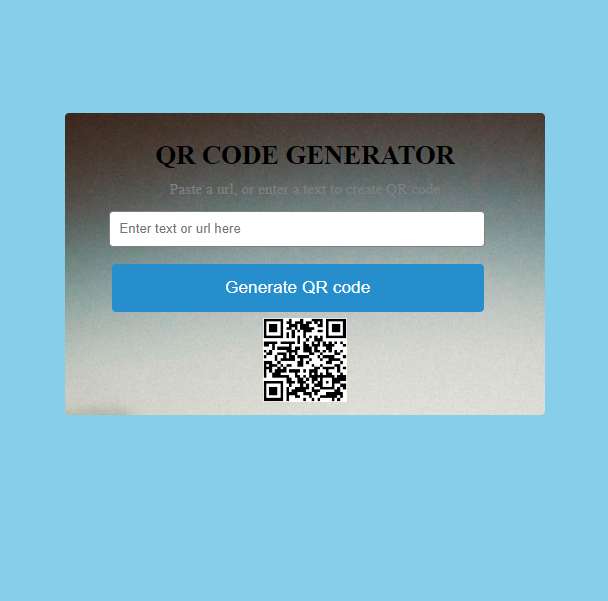 QR CODE GENERATOR
Paste a url, or enter a text to create QR code
Enter text or url here
Generate QR code